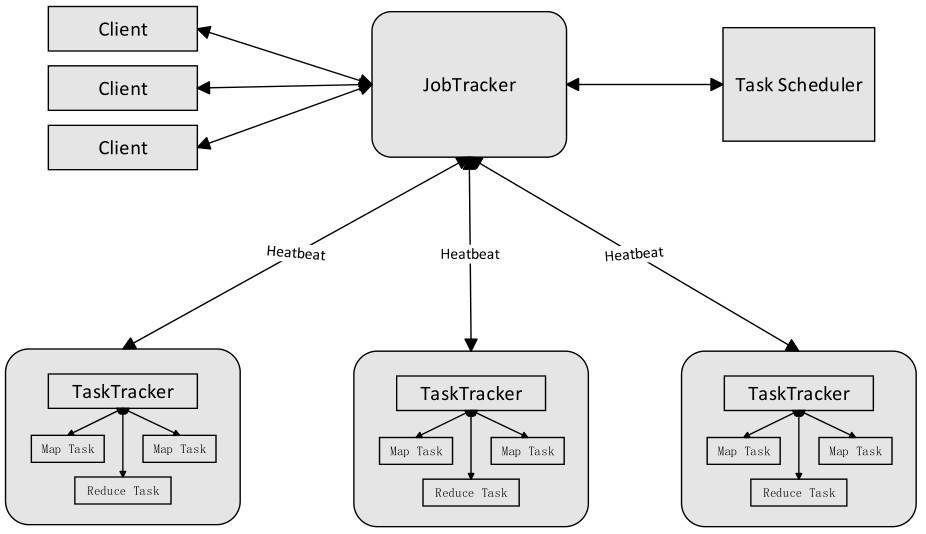 Client
Client
Client
JobTracker
Task Scheduler
Heatbeat
Heatbeat
Heatbeat
TaskTracker
Map Task
Map Task
Reduce Task
TaskTracker
Map Task
Map Task
Reduce Task
TaskTracker
Map Task
Map Task
Reduce Task